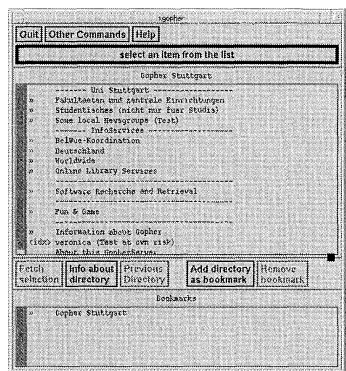 xgopher
Quit Other Commands Help
select an item from the list
Gopher Stuttgart
------- Uni Stuttgart -------------------
» Fakultaeten und zentrale Einrichtungen
» Studentisches (nicht nur fuer Studis)
» Some local Newsgroups (Test)
------- InfoServices --------------------
» BelWue-Koordination
» Deutschland
» Worldwide
» Online Library Services
-----------------------------------------
» Software Recherche and Retrieval
-----------------------------------------
» Fun & Game
-----------------------------------------
» Information about Gopher
(idx) veronica (Test at own risk)
About this GopherServer
Fetch selection
Info about directory
Previous Directory
Add directory as bookmark
Remove bookmark
Bookmarks
» Gopher Stuttgart